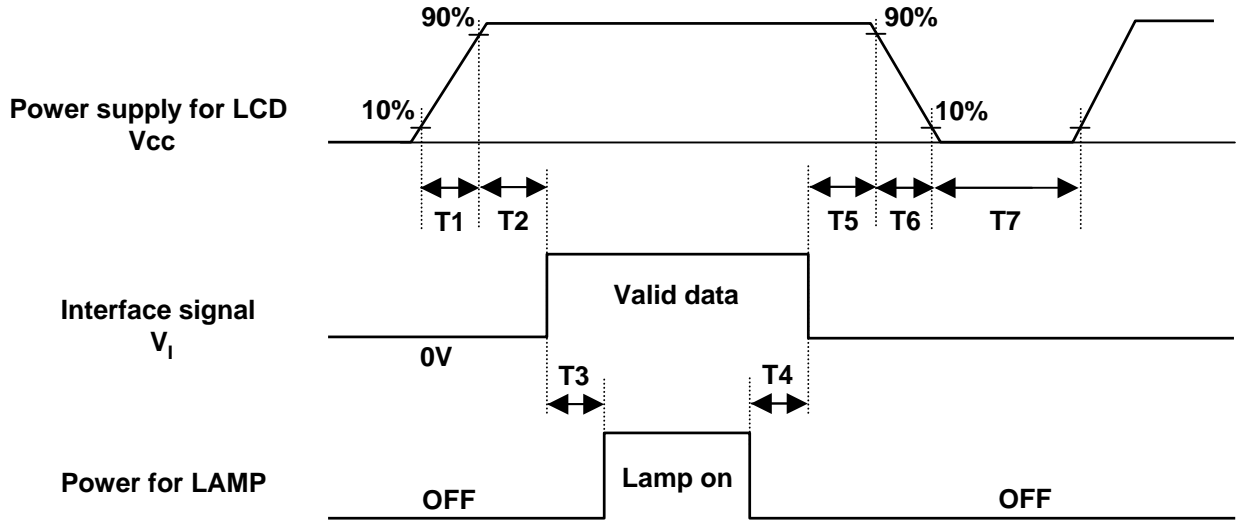 90%
90%
Power supply for LCD
Vcc
10%
10%
T1
T2
T5
T6
T7
Interface signal
V_I
Valid data
0V
T3
T4
Power for LAMP
OFF
Lamp on
OFF